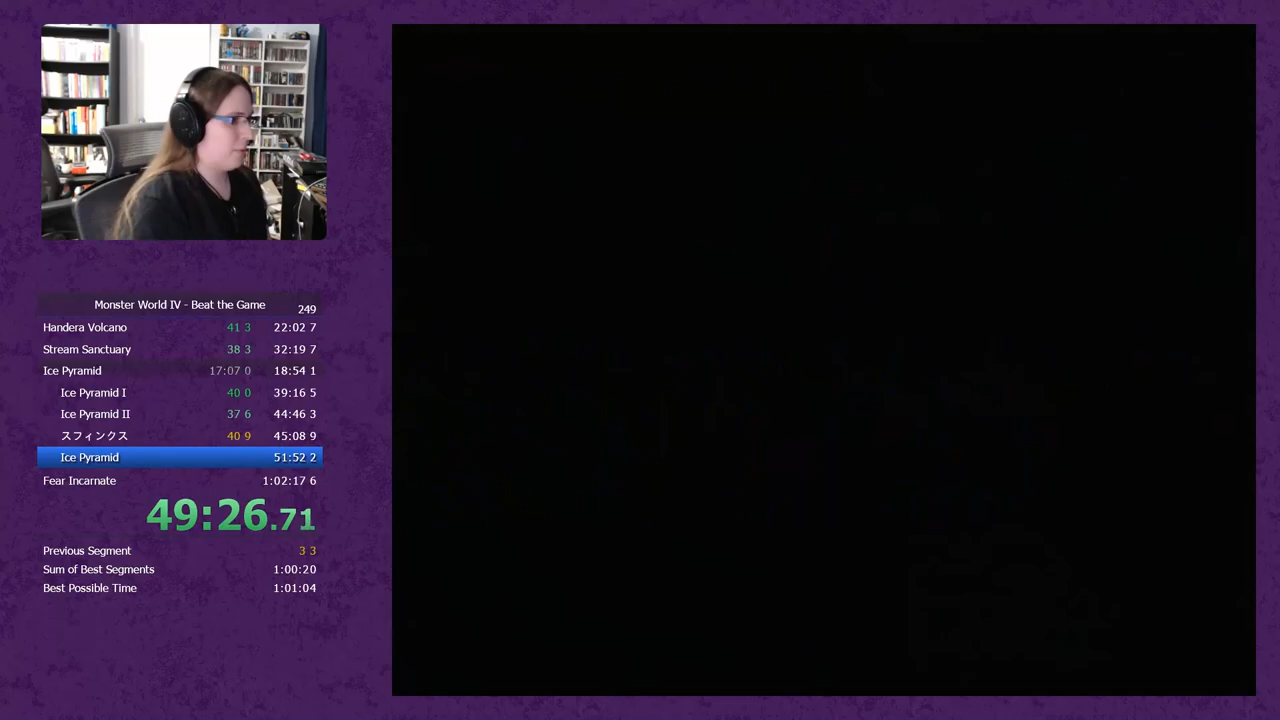 Monster World IV - Beat the Game
249
Handera Volcano 41 3 22:02 7
Stream Sanctuary 38 3 32:19 7
Ice Pyramid 17:07 0 18:54 1
Ice Pyramid I 40 0 39:16 5
Ice Pyramid II 37 6 44:46 3
スフィンクス 40 9 45:08 9
Ice Pyramid 51:52 2
Fear Incarnate 1:02:17 6
49:26.71
Previous Segment 3 3
Sum of Best Segments 1:00:20
Best Possible Time 1:01:04